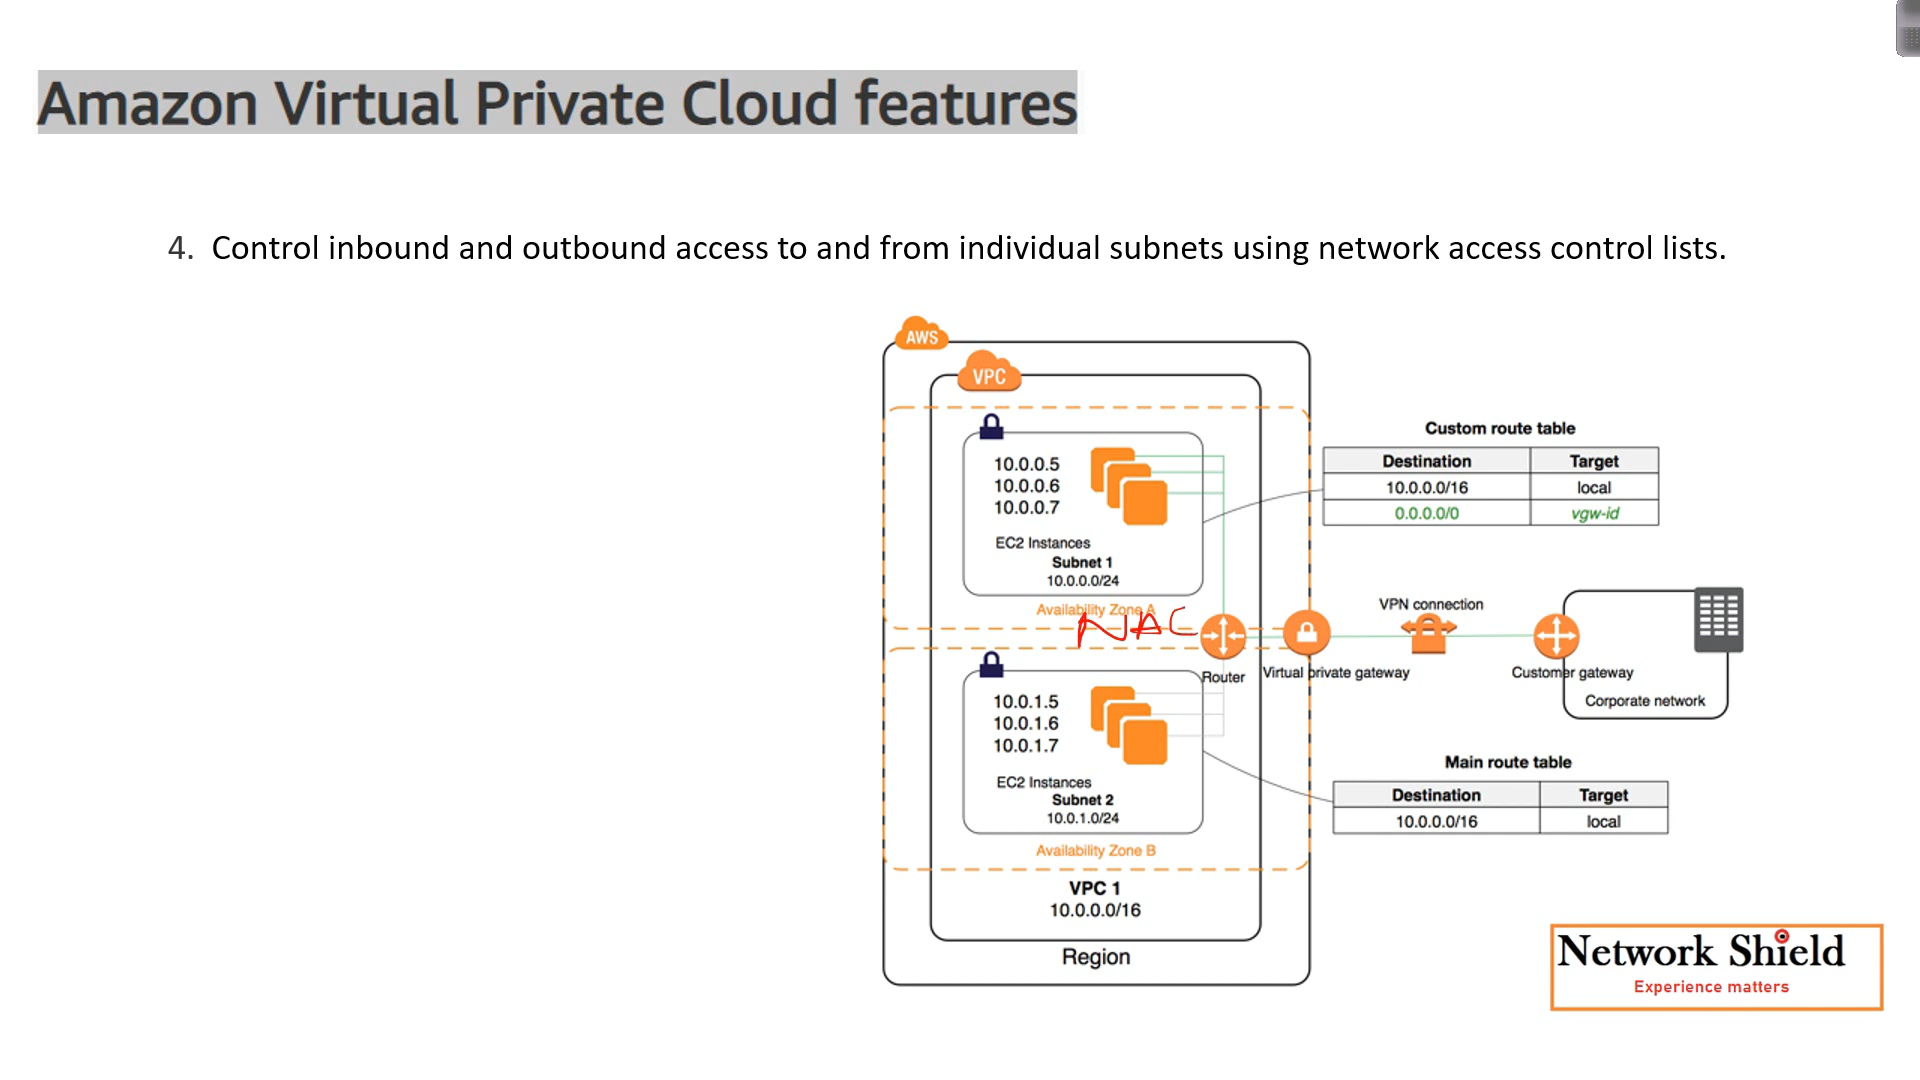 Amazon Virtual Private Cloud features
4. Control inbound and outbound access to and from individual subnets using network access control lists.
AWS
VPC
10.0.0.5
10.0.0.6
10.0.0.7
EC2 Instances
Subnet 1
10.0.0.0/24
Availability Zone A
NAC
Router
10.0.1.5
10.0.1.6
10.0.1.7
EC2 Instances
Subnet 2
10.0.1.0/24
Availability Zone B
VPC 1
10.0.0.0/16
Region
Custom route table
Destination Target
10.0.0.0/16 local
0.0.0.0/0 vgw-id
VPN connection
Virtual private gateway
Customer gateway
Corporate network
Main route table
Destination Target
10.0.0.0/16 local
Network Shield
Experience matters